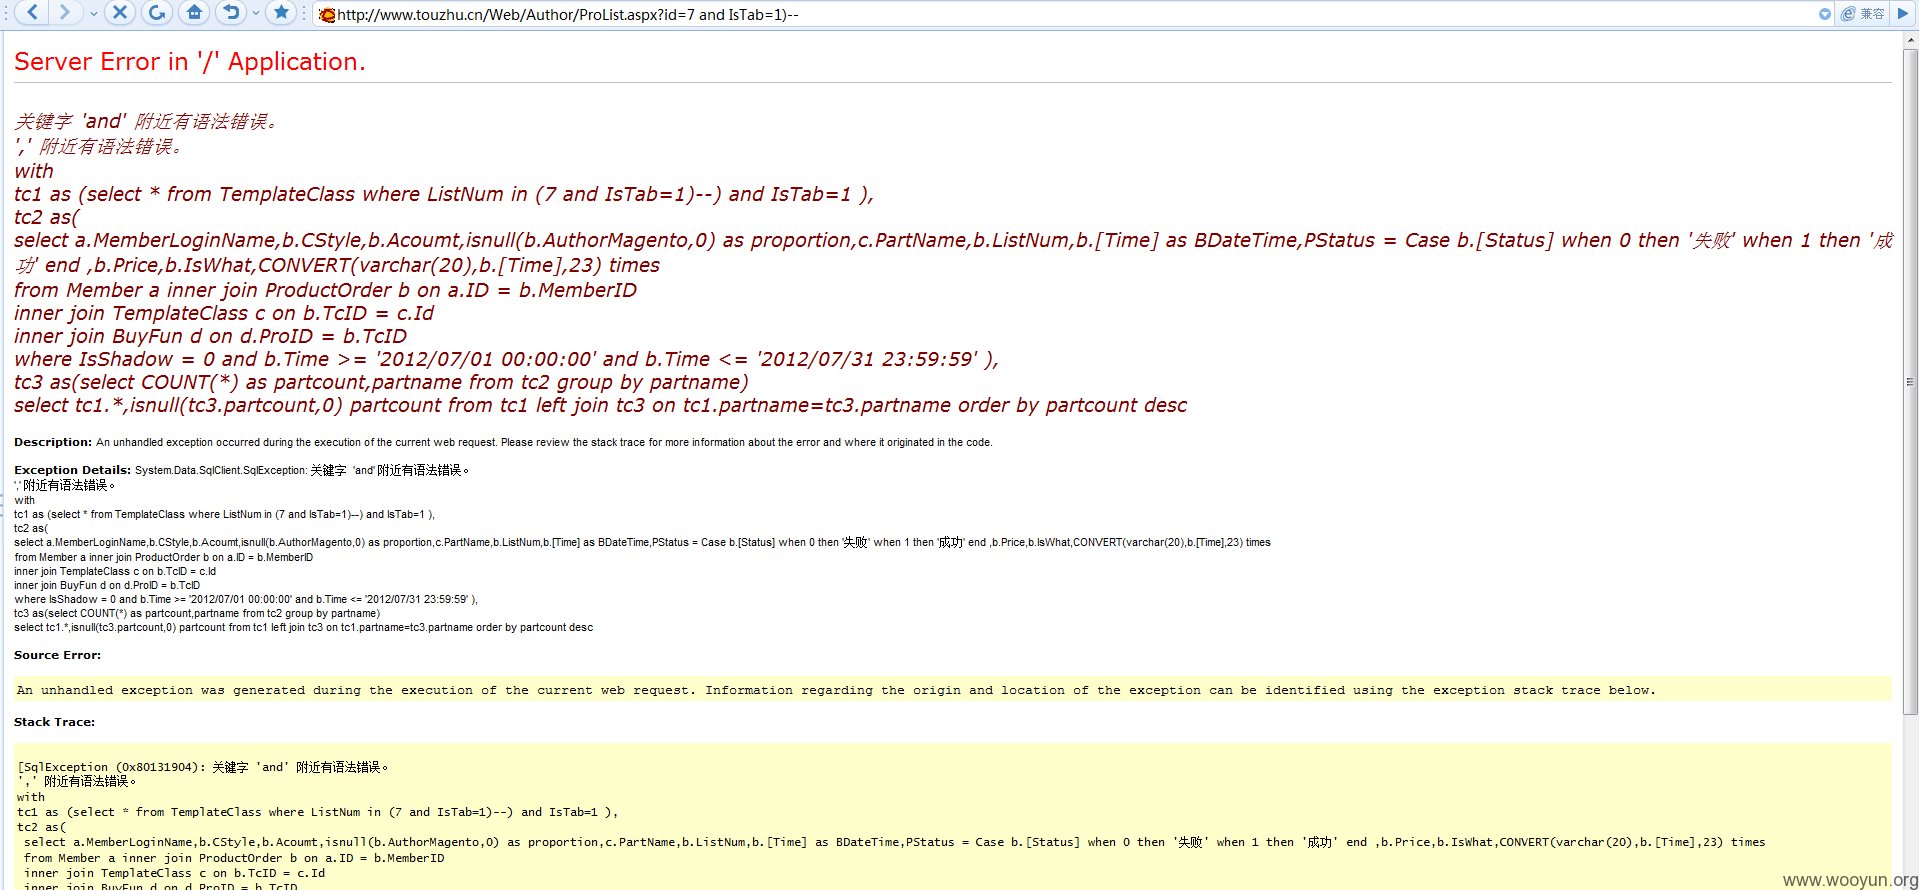 http://www.touzhu.cn/Web/Author/ProList.aspx?id=7 and IsTab=1)--
兼容
Server Error in '/' Application.
关键字 'and' 附近有语法错误。
',' 附近有语法错误。
with
tc1 as (select * from TemplateClass where ListNum in (7 and IsTab=1)--) and IsTab=1 ),
tc2 as(
select a.MemberLoginName,b.CStyle,b.Acoumt,isnull(b.AuthorMagento,0) as proportion,c.PartName,b.ListNum,b.[Time] as BDateTime,PStatus = Case b.[Status] when 0 then '失败' when 1 then '成
功' end ,b.Price,b.IsWhat,CONVERT(varchar(20),b.[Time],23) times
from Member a inner join ProductOrder b on a.ID = b.MemberID
inner join TemplateClass c on b.TcID = c.Id
inner join BuyFun d on d.ProID = b.TcID
where IsShadow = 0 and b.Time >= '2012/07/01 00:00:00' and b.Time <= '2012/07/31 23:59:59' ),
tc3 as(select COUNT(*) as partcount,partname from tc2 group by partname)
select tc1.*,isnull(tc3.partcount,0) partcount from tc1 left join tc3 on tc1.partname=tc3.partname order by partcount desc
Description: An unhandled exception occurred during the execution of the current web request. Please review the stack trace for more information about the error and where it originated in the code.
Exception Details: System.Data.SqlClient.SqlException: 关键字 'and' 附近有语法错误。
',' 附近有语法错误。
with
tc1 as (select * from TemplateClass where ListNum in (7 and IsTab=1)--) and IsTab=1 ),
tc2 as(
select a.MemberLoginName,b.CStyle,b.Acoumt,isnull(b.AuthorMagento,0) as proportion,c.PartName,b.ListNum,b.[Time] as BDateTime,PStatus = Case b.[Status] when 0 then '失败' when 1 then '成功' end ,b.Price,b.IsWhat,CONVERT(varchar(20),b.[Time],23) times
from Member a inner join ProductOrder b on a.ID = b.MemberID
inner join TemplateClass c on b.TcID = c.Id
inner join BuyFun d on d.ProID = b.TcID
where IsShadow = 0 and b.Time >= '2012/07/01 00:00:00' and b.Time <= '2012/07/31 23:59:59' ),
tc3 as(select COUNT(*) as partcount,partname from tc2 group by partname)
select tc1.*,isnull(tc3.partcount,0) partcount from tc1 left join tc3 on tc1.partname=tc3.partname order by partcount desc
Source Error:
An unhandled exception was generated during the execution of the current web request. Information regarding the origin and location of the exception can be identified using the exception stack trace below.
Stack Trace:
[SqlException (0x80131904): 关键字 'and' 附近有语法错误。
',' 附近有语法错误。
with
tc1 as (select * from TemplateClass where ListNum in (7 and IsTab=1)--) and IsTab=1 ),
tc2 as(
select a.MemberLoginName,b.CStyle,b.Acoumt,isnull(b.AuthorMagento,0) as proportion,c.PartName,b.ListNum,b.[Time] as BDateTime,PStatus = Case b.[Status] when 0 then '失败' when 1 then '成功' end ,b.Price,b.IsWhat,CONVERT(varchar(20),b.[Time],23) times
from Member a inner join ProductOrder b on a.ID = b.MemberID
inner join TemplateClass c on b.TcID = c.Id
inner join BuyFun d on d.ProID = b.TcID
www.wooyun.org